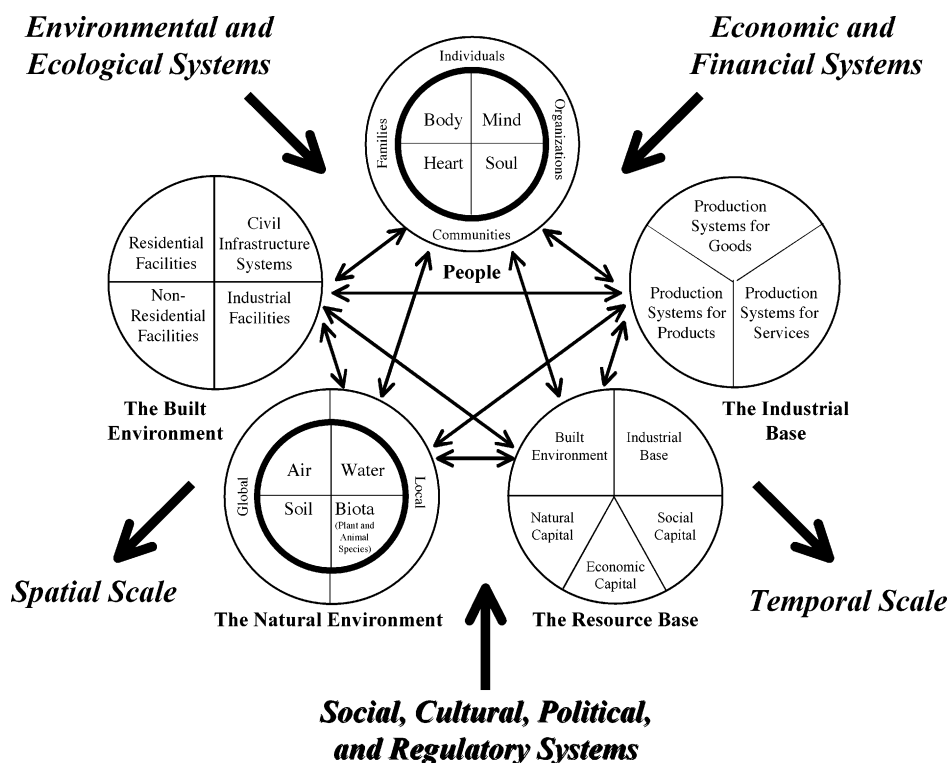 Environmental and
Ecological Systems
Economic and
Financial Systems
Individuals
Families
Organizations
Body
Mind
Heart
Soul
Communities
People
Residential
Facilities
Civil
Infrastructure
Systems
Non-
Residential
Facilities
Industrial
Facilities
The Built
Environment
Production
Systems for
Goods
Production
Systems for
Products
Production
Systems for
Services
The Industrial
Base
Global
Local
Air
Water
Soil
Biota
(Plant and
Animal
Species)
The Natural Environment
Built
Environment
Industrial
Base
Natural
Capital
Social
Capital
Economic
Capital
The Resource Base
Spatial Scale
Temporal Scale
Social, Cultural, Political,
and Regulatory Systems